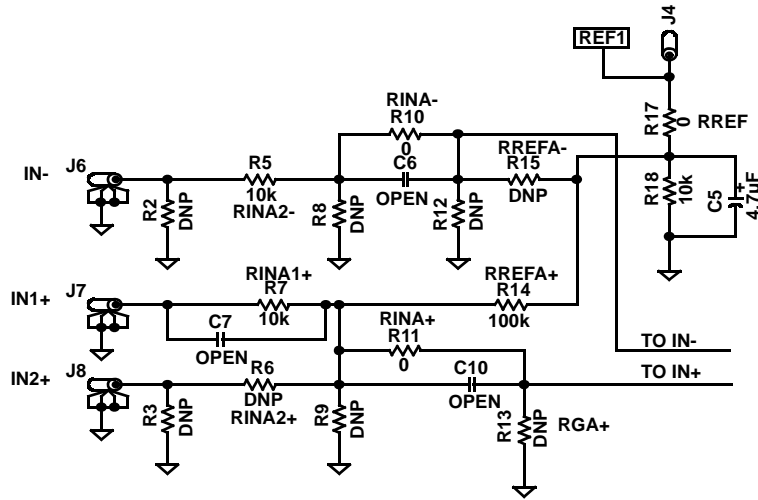 J4
REF1
R17
0
RREF
RINA-
R10
0
RREFA-
R15
DNP
C6
OPEN
IN-
J6
R5
10k
RINA2-
R2
DNP
R8
DNP
R12
DNP
R18
10k
C5
+
4.7µF
RINA1+
R7
10k
RREFA+
R14
100k
IN1+
J7
C7
OPEN
RINA+
R11
0
TO IN-
IN2+
J8
R6
DNP
RINA2+
C10
OPEN
TO IN+
R3
DNP
R9
DNP
R13
DNP
RGA+